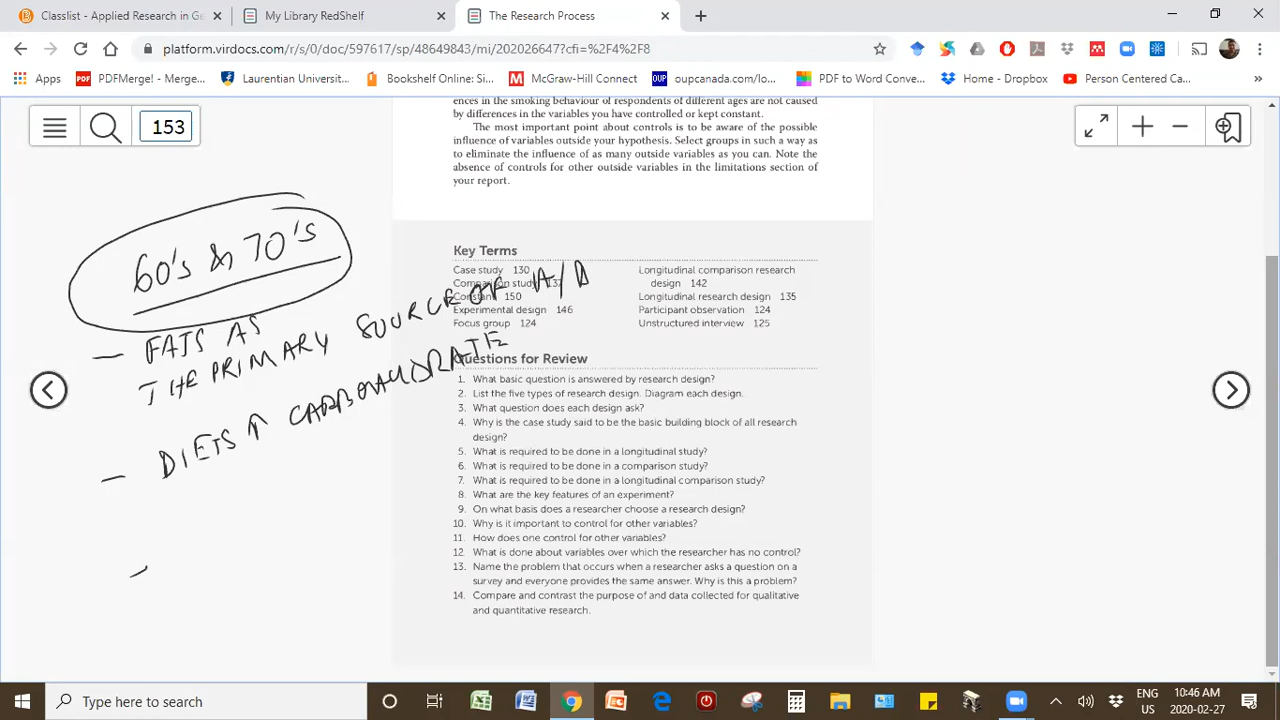 Classlist - Applied Research in Ge
My Library RedShelf
The Research Process
platform.virdocs.com/r/s/0/doc/597617/sp/48649843/mi/202026647?cfi=%2F4%2F8
Apps
PDFMerge! - Merge...
Laurentian Universit...
Bookshelf Online: Si...
McGraw-Hill Connect
oupcanada.com/lo...
PDF to Word Conve...
Home - Dropbox
Person Centered Ca...
»
153
ences in the smoking behaviour of respondents of different ages are not caused
by differences in the variables you have controlled or kept constant.
The most important point about controls is to be aware of the possible
influence of variables outside your hypothesis. Select groups in such a way as
to eliminate the influence of as many outside variables as you can. Note the
absence of controls for other outside variables in the limitations section of
your report.
60's & 70's
- FATS AS
THE PRIMARY SOURCE OF H/D
- DIETS ↑ CARBOHYDRATE
-
Key Terms
Case study 130
Comparison study 132
Constant 150
Experimental design 146
Focus group 124
Longitudinal comparison research
design 142
Longitudinal research design 135
Participant observation 124
Unstructured interview 125
Questions for Review
1. What basic question is answered by research design?
2. List the five types of research design. Diagram each design.
3. What question does each design ask?
4. Why is the case study said to be the basic building block of all research
design?
5. What is required to be done in a longitudinal study?
6. What is required to be done in a comparison study?
7. What is required to be done in a longitudinal comparison study?
8. What are the key features of an experiment?
9. On what basis does a researcher choose a research design?
10. Why is it important to control for other variables?
11. How does one control for other variables?
12. What is done about variables over which the researcher has no control?
13. Name the problem that occurs when a researcher asks a question on a
survey and everyone provides the same answer. Why is this a problem?
14. Compare and contrast the purpose of and data collected for qualitative
and quantitative research.
Type here to search
ENG
US
10:46 AM
2020-02-27